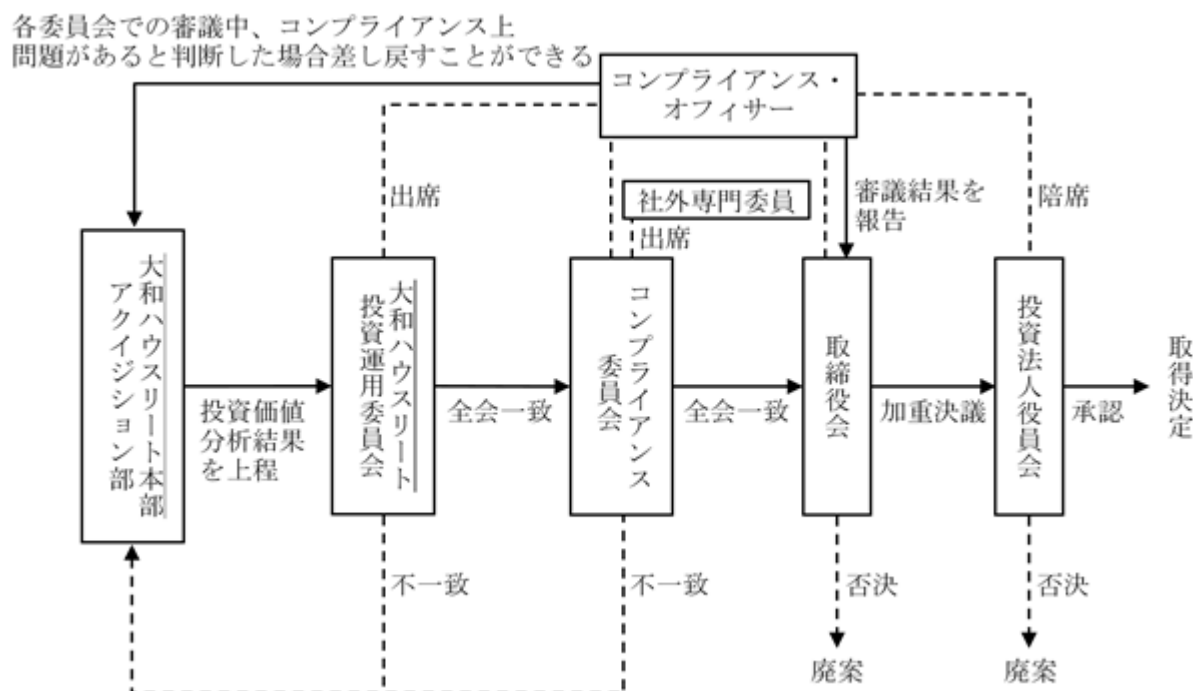 各委員会での審議中、コンプライアンス上
問題があると判断した場合差し戻すことができる
コンプライアンス・
オフィサー
出席
社外専門委員
出席
審議結果を
報告
陪席
大和ハウスリート本部
アクイジション部
投資価値
分析結果
を上程
大和ハウスリート
投資運用委員会
全会一致
コンプライアンス
委員会
全会一致
取締役会
加重決議
投資法人役員会
承認
取得決定
不一致
不一致
否決
否決
廃案
廃案